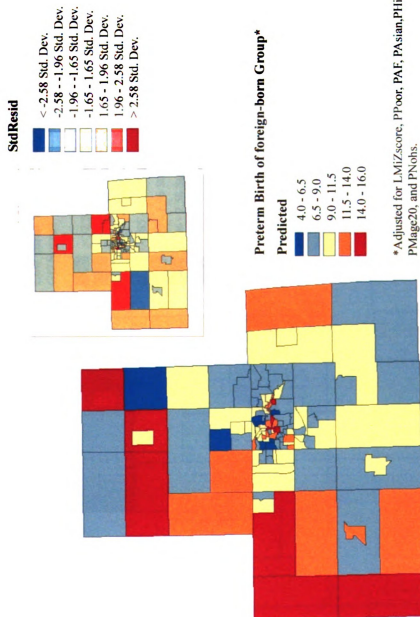 StdResid
< -2.58 Std. Dev.
-2.58 - -1.96 Std. Dev.
-1.96 - -1.65 Std. Dev.
-1.65 - 1.65 Std. Dev.
1.65 - 1.96 Std. Dev.
1.96 - 2.58 Std. Dev.
> 2.58 Std. Dev.
Preterm Birth of foreign-born Group*
Predicted
4.0 - 6.5
6.5 - 9.0
9.0 - 11.5
11.5 - 14.0
14.0 - 16.0
*Adjusted for LMiZscore, PPoor, PAF, PAsian,PHi
PMage20, and PNohs.